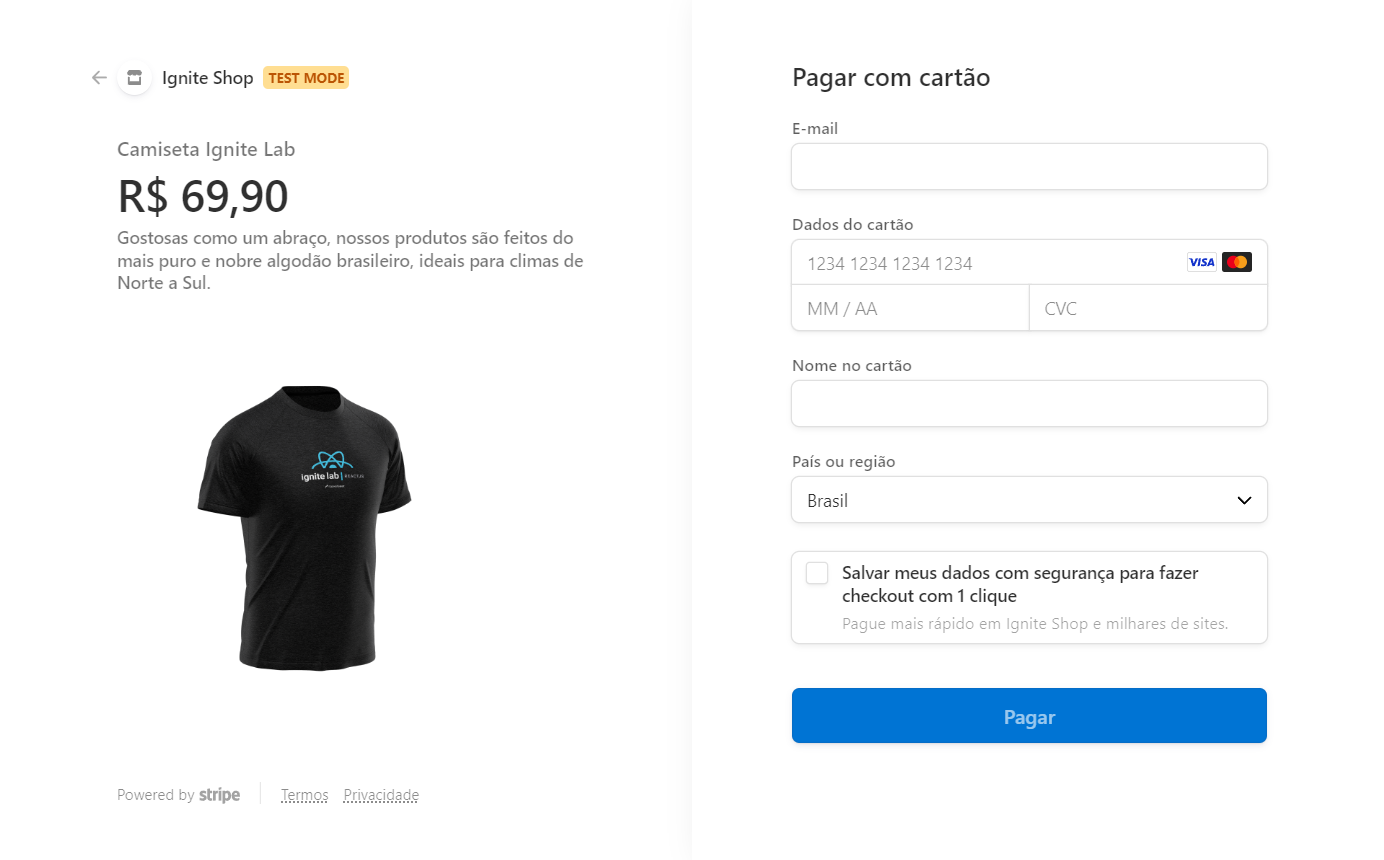 Ignite Shop TEST MODE
Camiseta Ignite Lab
R$ 69,90
Gostosas como um abraço, nossos produtos são feitos do
mais puro e nobre algodão brasileiro, ideais para climas de
Norte a Sul.
ignite lab
Powered by stripe
Termos
Privacidade
Pagar com cartão
E-mail
Dados do cartão
1234 1234 1234 1234 VISA
MM / AA CVC
Nome no cartão
País ou região
Brasil
Salvar meus dados com segurança para fazer
checkout com 1 clique
Pague mais rápido em Ignite Shop e milhares de sites.
Pagar